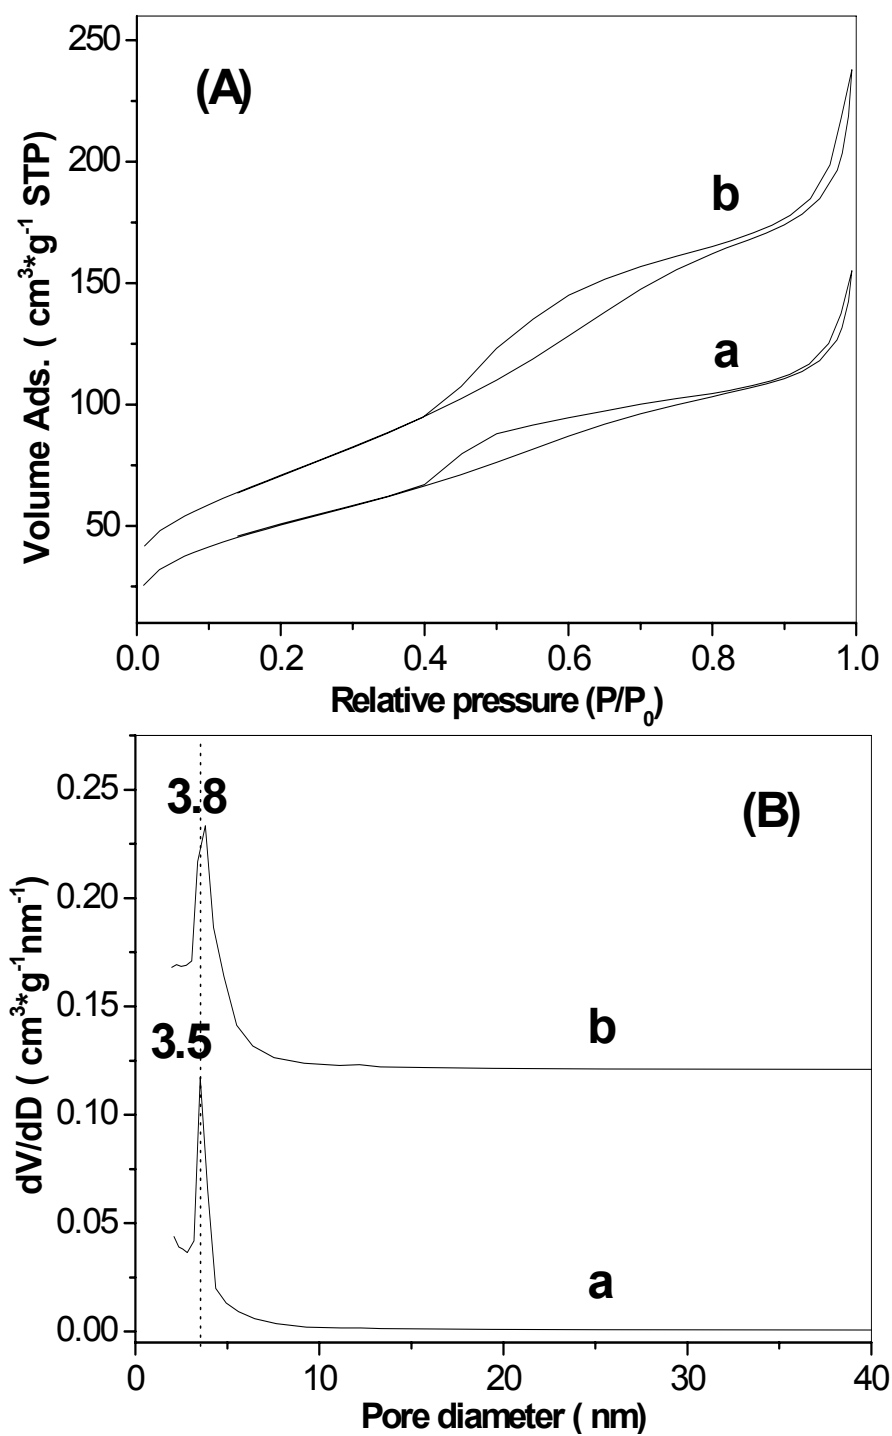 250
(A)
200
b
150
a
100
50
Volume Ads. ( cm³*g⁻¹ STP)
0.0 0.2 0.4 0.6 0.8 1.0
Relative pressure (P/P₀)
0.25
3.8
(B)
0.20
0.15
3.5
b
0.10
0.05
a
0.00
dV/dD ( cm³*g⁻¹nm⁻¹)
0 10 20 30 40
Pore diameter ( nm)